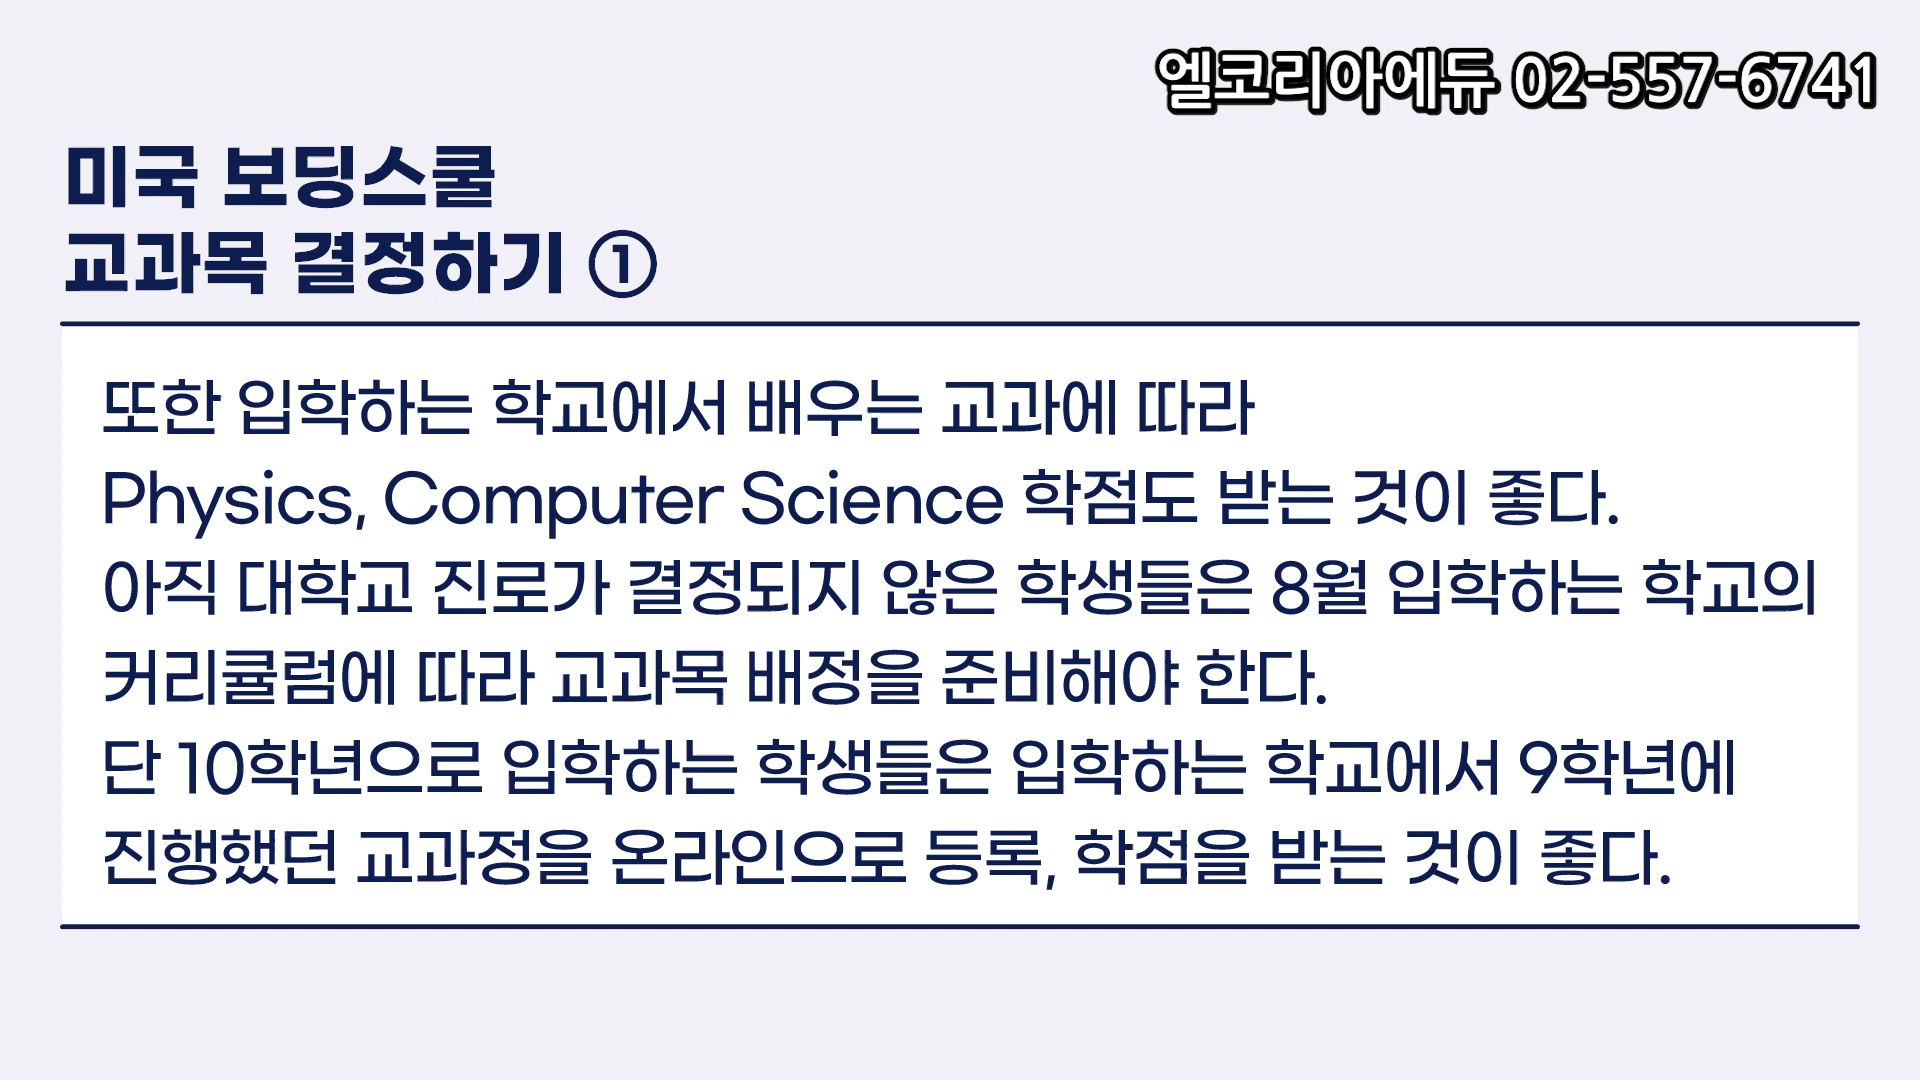 엘코리아에듀 02-557-6741
미국 보딩스쿨
교과목 결정하기 ①
또한 입학하는 학교에서 배우는 교과에 따라
Physics, Computer Science 학점도 받는 것이 좋다.
아직 대학교 진로가 결정되지 않은 학생들은 8월 입학하는 학교의
커리큘럼에 따라 교과목 배정을 준비해야 한다.
단 10학년으로 입학하는 학생들은 입학하는 학교에서 9학년에
진행했던 교과정을 온라인으로 등록, 학점을 받는 것이 좋다.